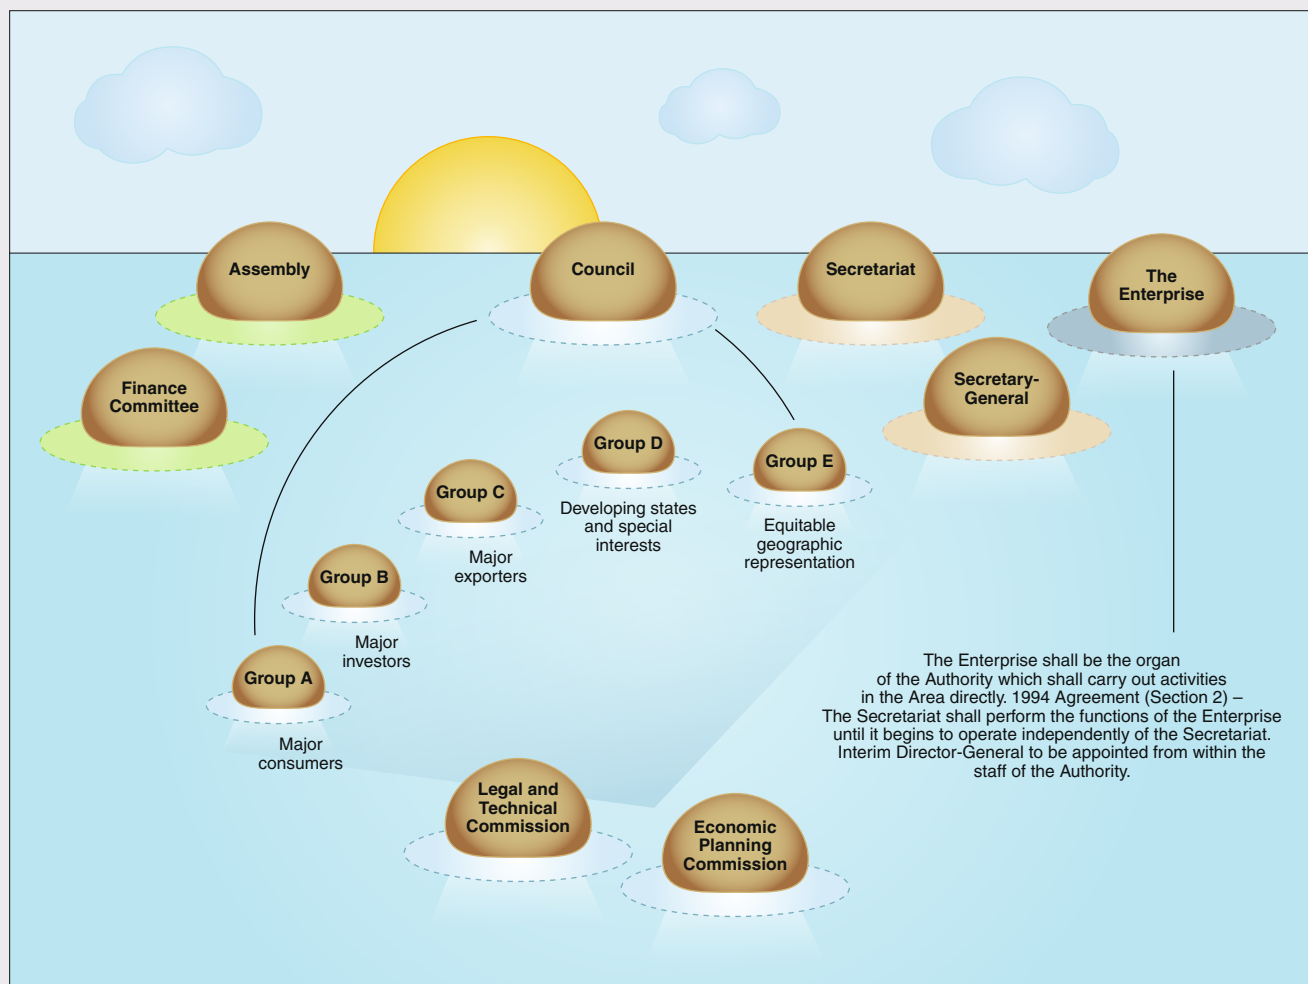 Assembly
Council
Secretariat
The
Enterprise
Finance
Committee
Secretary-
General
Group D
Developing states
and special
interests
Group E
Equitable
geographic
representation
Group C
Major
exporters
Group B
Major
investors
Group A
Major
consumers
The Enterprise shall be the organ
of the Authority which shall carry out activities
in the Area directly. 1994 Agreement (Section 2) –
The Secretariat shall perform the functions of the Enterprise
until it begins to operate independently of the Secretariat.
Interim Director-General to be appointed from within the
staff of the Authority.
Legal and
Technical
Commission
Economic
Planning
Commission